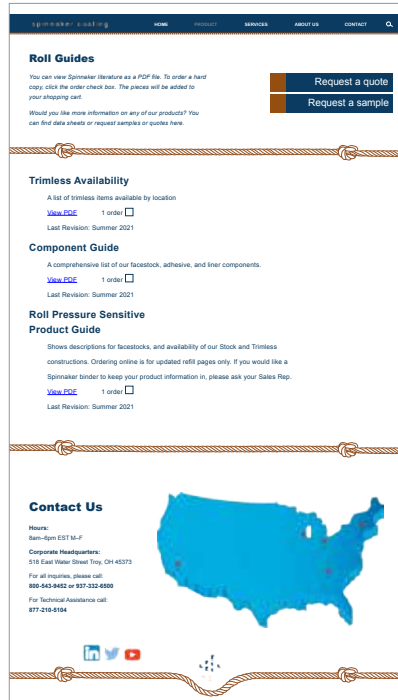 spinnaker coating
HOME PRODUCT SERVICES ABOUT US CONTACT
Roll Guides
You can view Spinnaker literature as a PDF file. To order a hard
copy, click the order check box. The pieces will be added to
your shopping cart.
Would you like more information on any of our products? You
can find data sheets or request samples or quotes here.
Request a quote
Request a sample
Trimless Availability
A list of trimless items available by location
View PDF 1 order
Last Revision: Summer 2021
Component Guide
A comprehensive list of our facestock, adhesive, and liner components.
View PDF 1 order
Last Revision: Summer 2021
Roll Pressure Sensitive
Product Guide
Shows descriptions for facestocks, and availability of our Stock and Trimless
constructions. Ordering online is for updated refill pages only. If you would like a
Spinnaker binder to keep your product information in, please ask your Sales Rep.
View PDF 1 order
Last Revision: Summer 2021
Contact Us
Hours:
8am–6pm EST M–F
Corporate Headquarters:
518 East Water Street Troy, OH 45373
For all inquiries, please call:
800-543-9452 or 937-332-6500
For Technical Assistance call:
877-210-5104
in